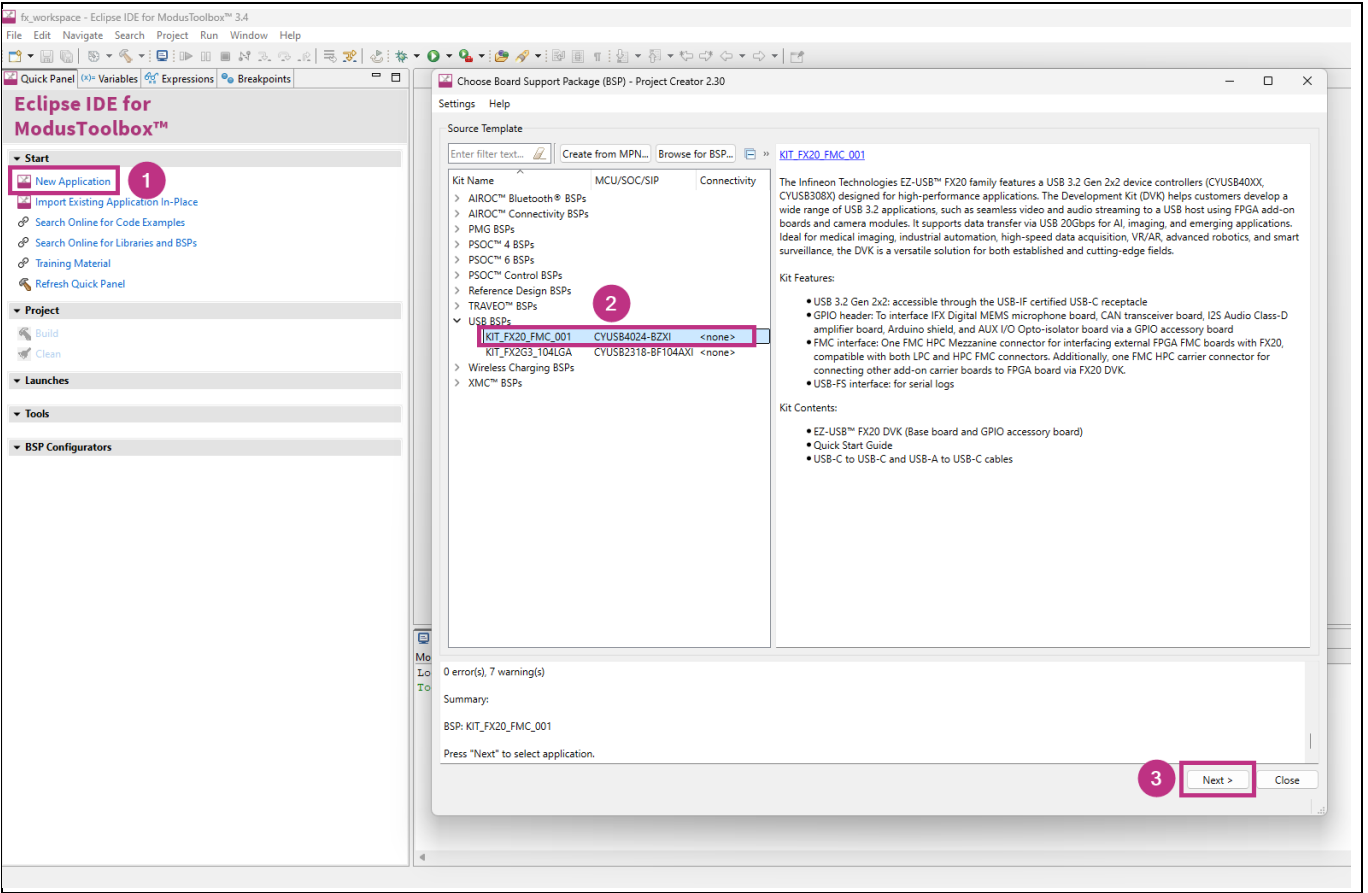 fx_workspace - Eclipse IDE for ModusToolbox™ 3.4
File Edit Navigate Search Project Run Window Help
Quick Panel (x)= Variables Expressions Breakpoints
Eclipse IDE for
ModusToolbox™
Start
New Application
1
Import Existing Application In-Place
Search Online for Code Examples
Search Online for Libraries and BSPs
Training Material
Refresh Quick Panel
Project
Build
Clean
Launches
Tools
BSP Configurators
Mo
Lo
To
Choose Board Support Package (BSP) - Project Creator 2.30
Settings Help
Source Template
Enter filter text... Create from MPN... Browse for BSP... »
Kit Name MCU/SOC/SIP Connectivity
AIROC™ Bluetooth® BSPs
AIROC™ Connectivity BSPs
PMG BSPs
PSOC™ 4 BSPs
PSOC™ 6 BSPs
PSOC™ Control BSPs
Reference Design BSPs
TRAVEO™ BSPs
2
USB BSPs
KIT_FX20_FMC_001 CYUSB4024-BZXI <none>
KIT_FX2G3_104LGA CYUSB2318-BF104AXI <none>
Wireless Charging BSPs
XMC™ BSPs
KIT_FX20_FMC_001
The Infineon Technologies EZ-USB™ FX20 family features a USB 3.2 Gen 2x2 device controllers (CYUSB40XX,
CYUSB308X) designed for high-performance applications. The Development Kit (DVK) helps customers develop a
wide range of USB 3.2 applications, such as seamless video and audio streaming to a USB host using FPGA add-on
boards and camera modules. It supports data transfer via USB 20Gbps for AI, imaging, and emerging applications.
Ideal for medical imaging, industrial automation, high-speed data acquisition, VR/AR, advanced robotics, and smart
surveillance, the DVK is a versatile solution for both established and cutting-edge fields.
Kit Features:
• USB 3.2 Gen 2x2: accessible through the USB-IF certified USB-C receptacle
• GPIO header: To interface IFX Digital MEMS microphone board, CAN transceiver board, I2S Audio Class-D
amplifier board, Arduino shield, and AUX I/O Opto-isolator board via a GPIO accessory board
• FMC interface: One FMC HPC Mezzanine connector for interfacing external FPGA FMC boards with FX20,
compatible with both LPC and HPC FMC connectors. Additionally, one FMC HPC carrier connector for
connecting other add-on carrier boards to FPGA board via FX20 DVK.
• USB-FS interface: for serial logs
Kit Contents:
• EZ-USB™ FX20 DVK (Base board and GPIO accessory board)
• Quick Start Guide
• USB-C to USB-C and USB-A to USB-C cables
0 error(s), 7 warning(s)
Summary:
BSP: KIT_FX20_FMC_001
Press "Next" to select application.
3
Next > Close